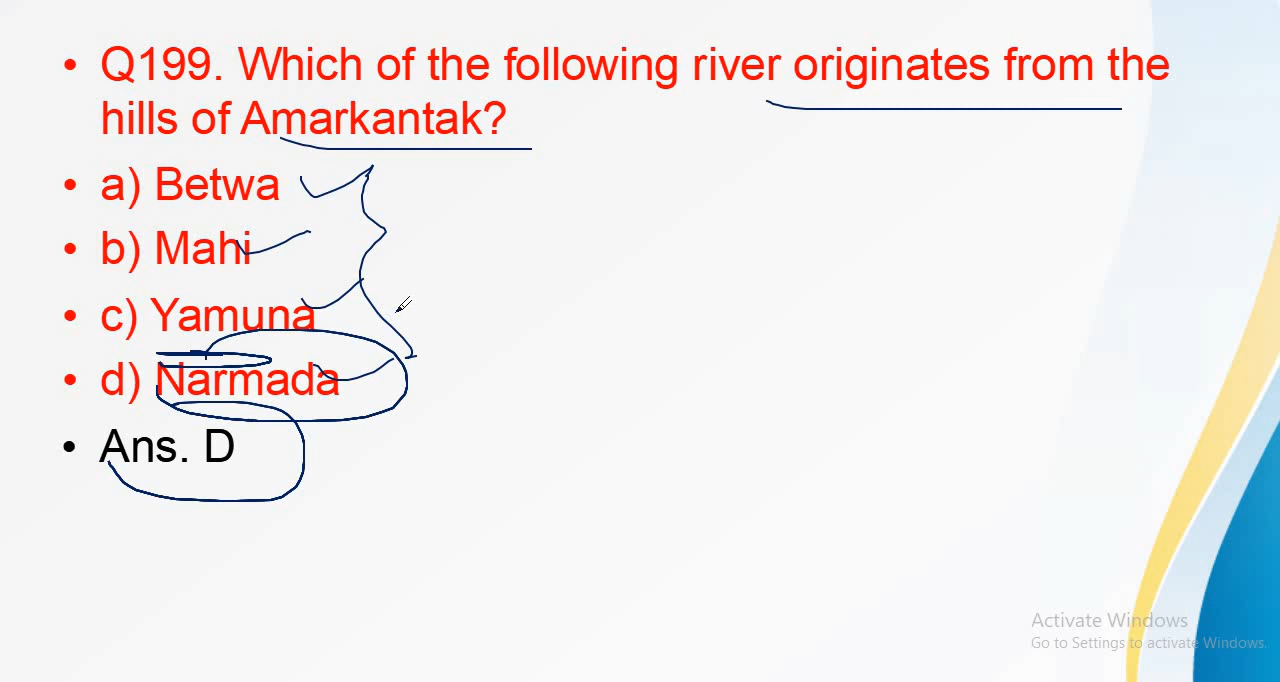 • Q199. Which of the following river originates from the
hills of Amarkantak?
• a) Betwa
• b) Mahi
• c) Yamuna
• d) Narmada
• Ans. D
Activate Windows
Go to Settings to activate Windows.